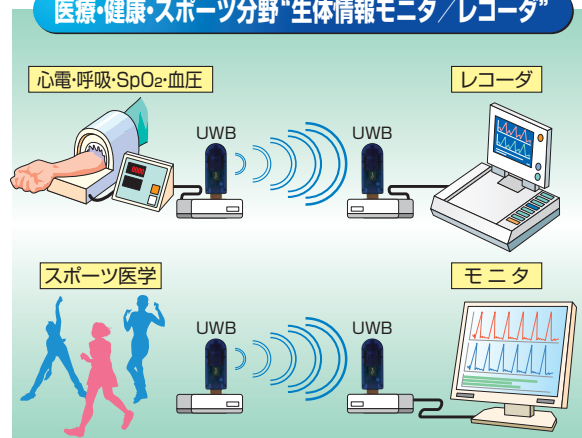 医療・健康・スポーツ分野“生体情報モニタ／レコーダ”
心電・呼吸・SpO₂・血圧
レコーダ
UWB
UWB
スポーツ医学
モニタ
UWB
UWB